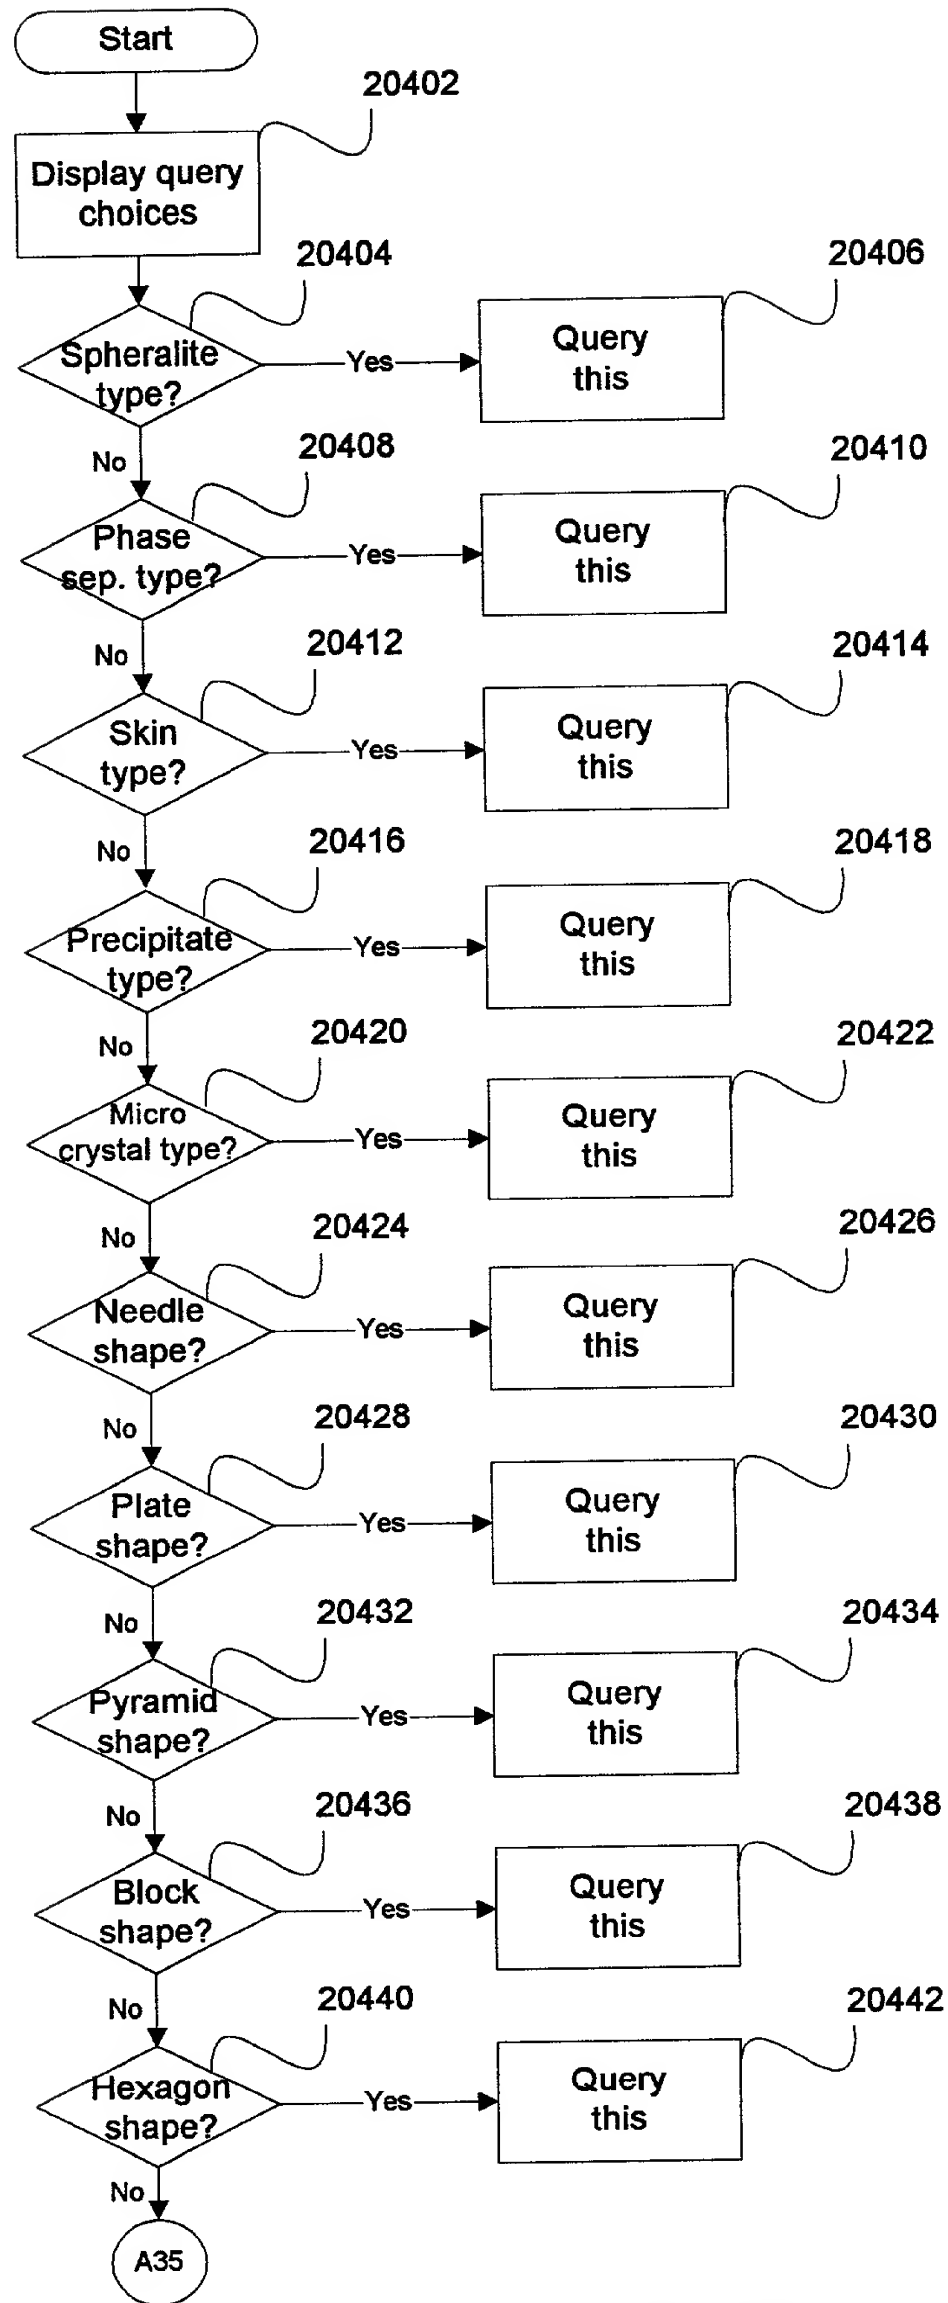 Start
20402
Display query
choices
20404
20406
Spheralite
type?
Yes
Query
this
No
20408
20410
Phase
sep. type?
Yes
Query
this
No
20412
20414
Skin
type?
Yes
Query
this
No
20416
20418
Precipitate
type?
Yes
Query
this
No
20420
20422
Micro
crystal type?
Yes
Query
this
No
20424
20426
Needle
shape?
Yes
Query
this
No
20428
20430
Plate
shape?
Yes
Query
this
No
20432
20434
Pyramid
shape?
Yes
Query
this
No
20436
20438
Block
shape?
Yes
Query
this
No
20440
20442
Hexagon
shape?
Yes
Query
this
No
A35